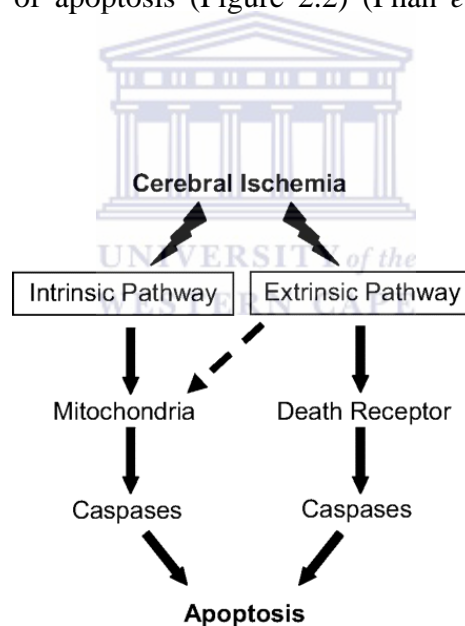 of apoptosis (Figure 2.2) (Phan e
Cerebral Ischemia
UNIVERSITY of the
Intrinsic Pathway Extrinsic Pathway
WESTERN CAPE
Mitochondria Death Receptor
Caspases Caspases
Apoptosis